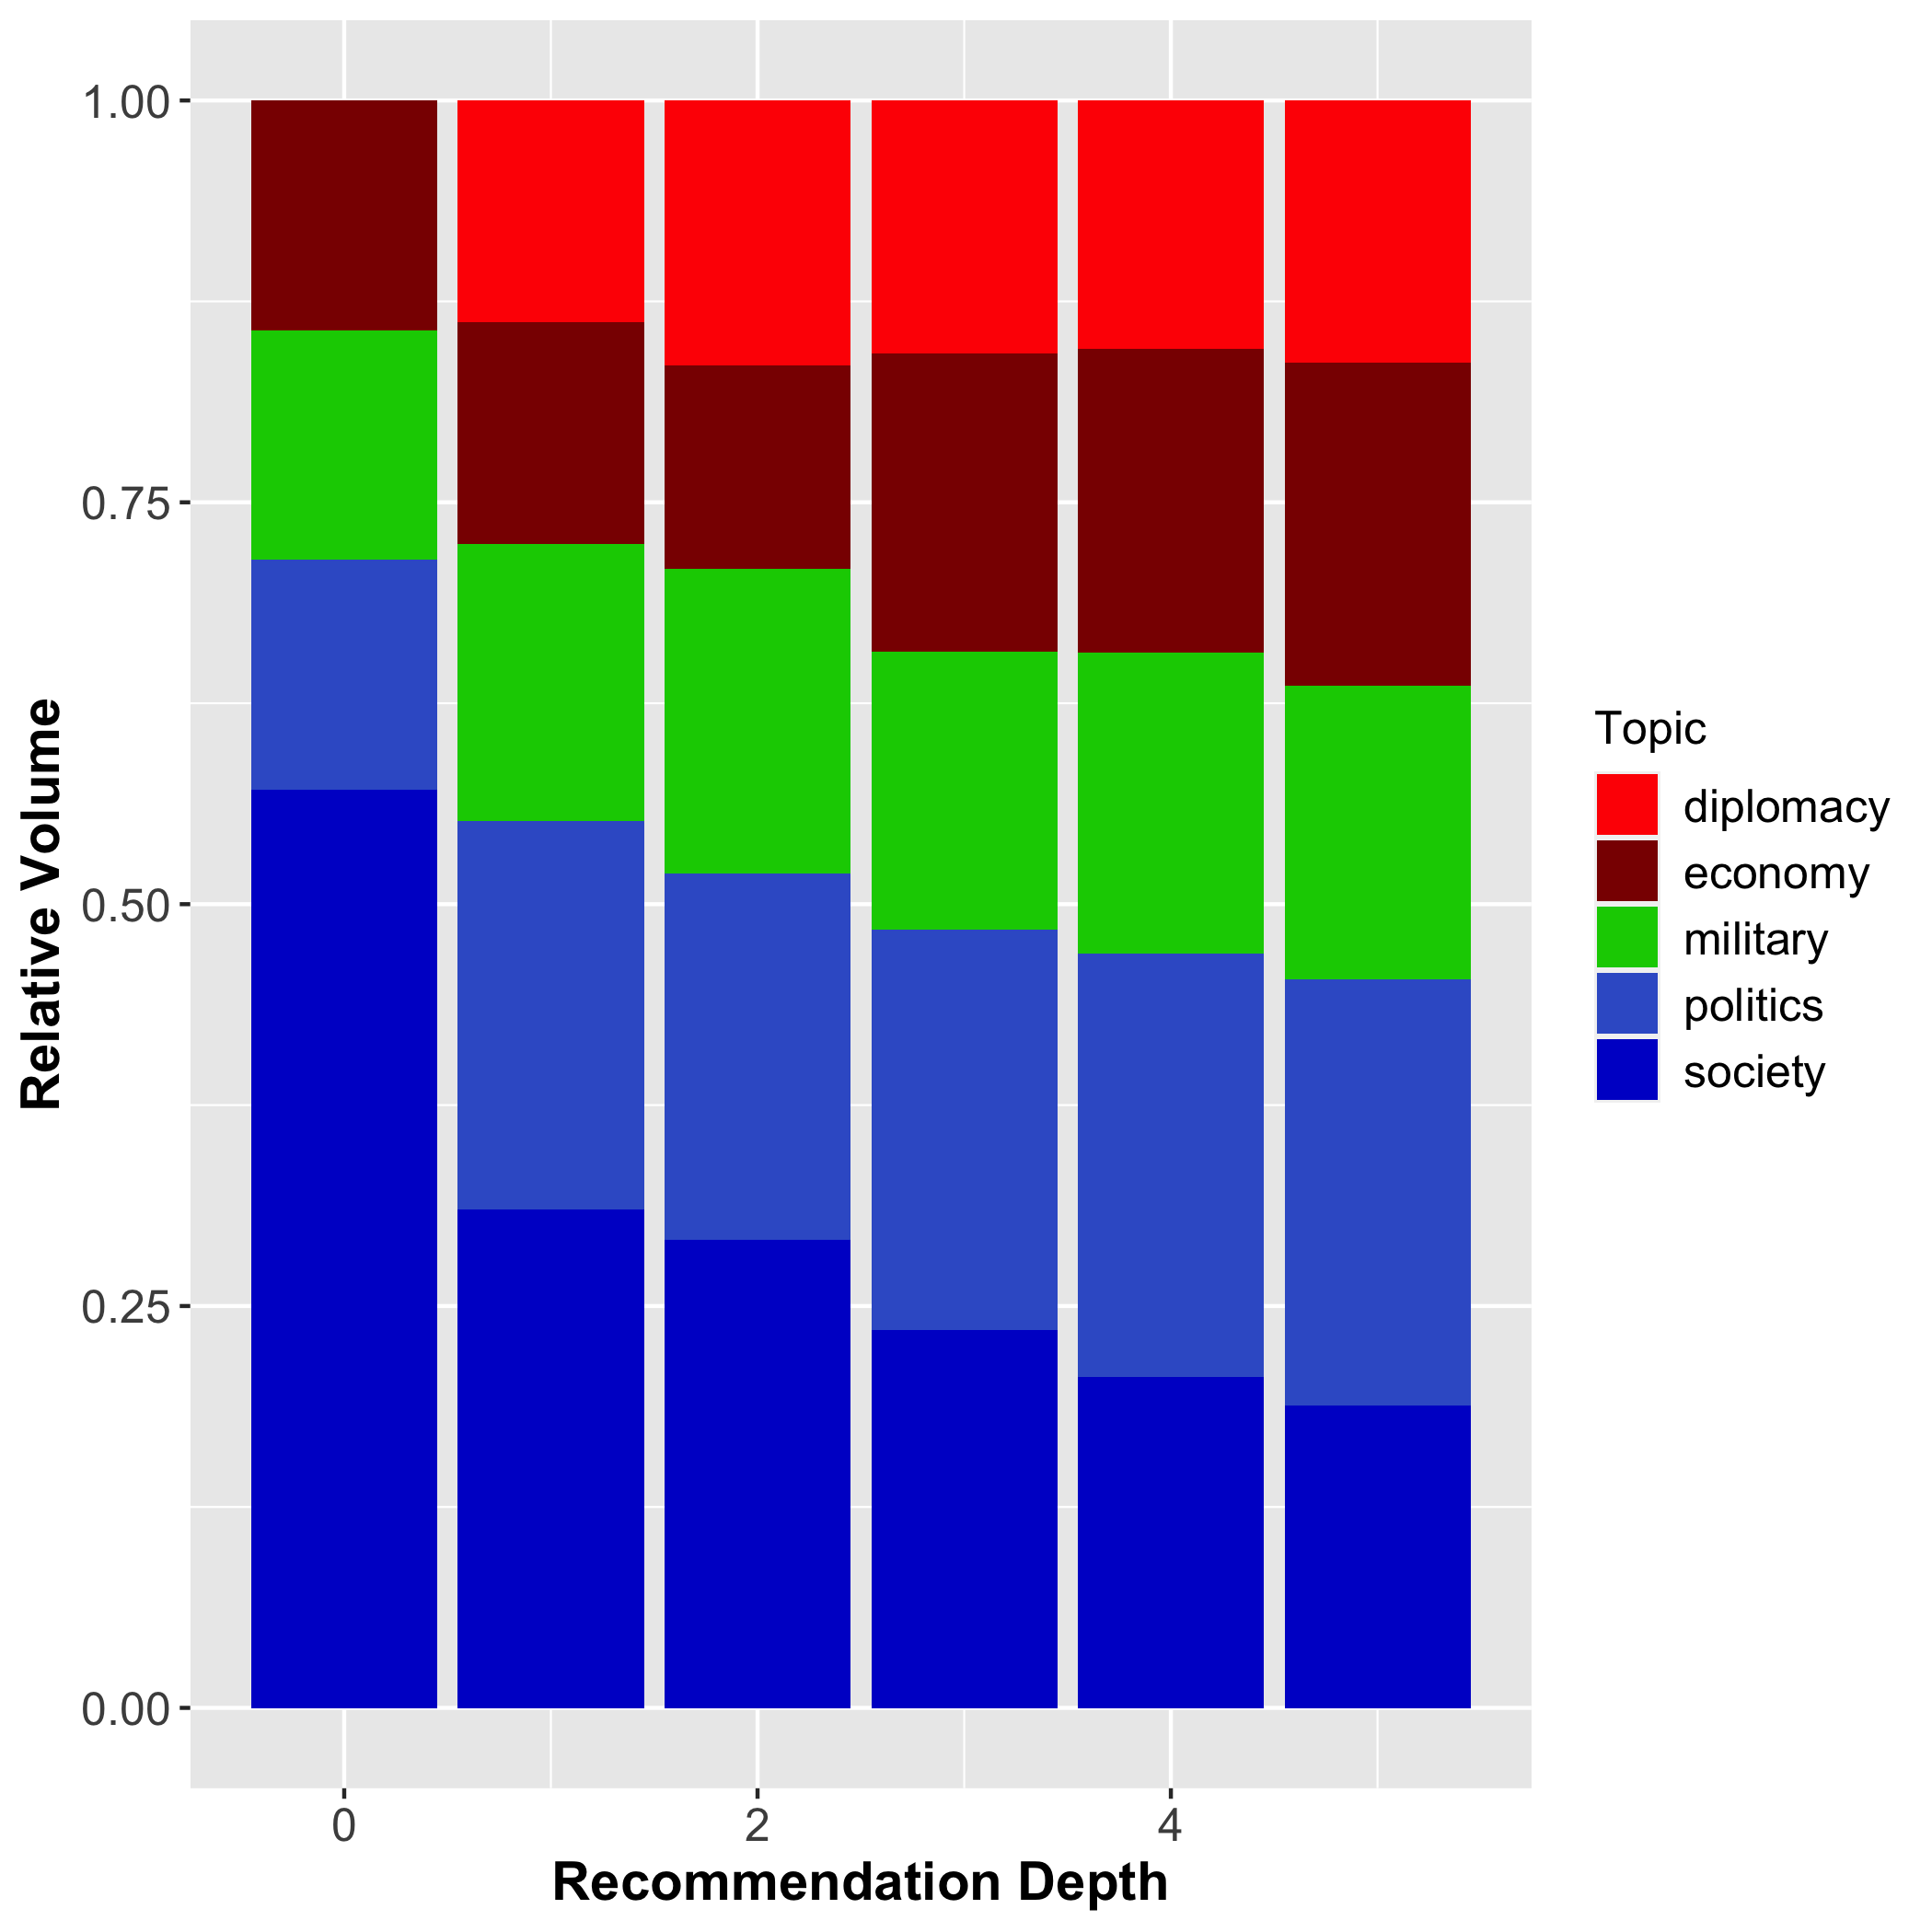 1.00
0.75
0.50
0.25
0.00
Relative Volume
0
2
4
Recommendation Depth
Topic
diplomacy
economy
military
politics
society